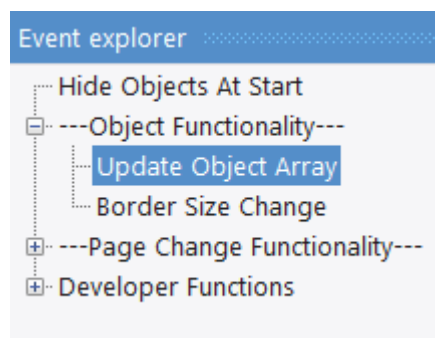 Event explorer
Hide Objects At Start
---Object Functionality---
Update Object Array
Border Size Change
---Page Change Functionality---
Developer Functions